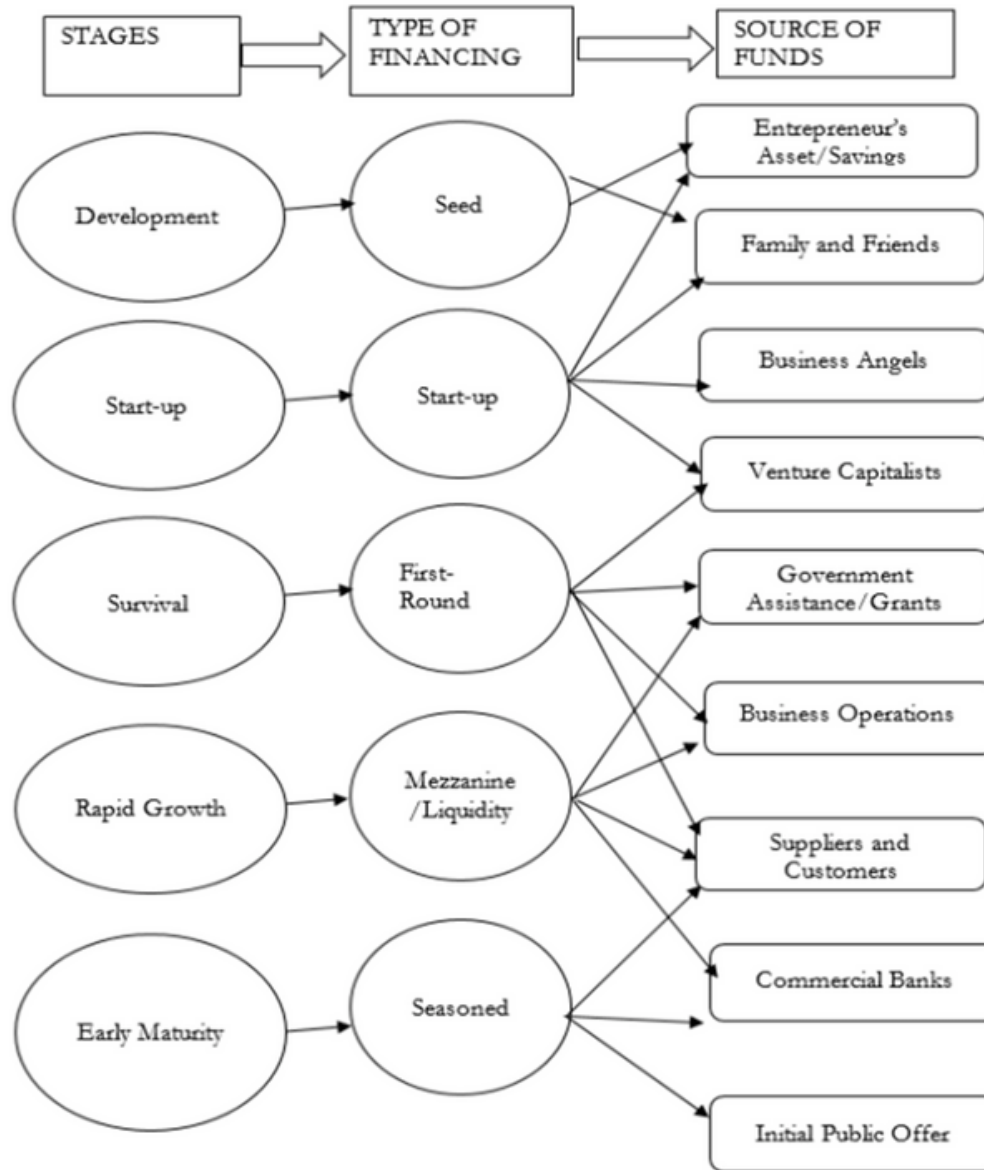 STAGES
TYPE OF
FINANCING
SOURCE OF
FUNDS
Development
Seed
Entrepreneur's
Asset/Savings
Family and Friends
Start-up
Start-up
Business Angels
Venture Capitalists
Survival
First-
Round
Government
Assistance/Grants
Business Operations
Rapid Growth
Mezzanine
/Liquidity
Suppliers and
Customers
Early Maturity
Seasoned
Commercial Banks
Initial Public Offer